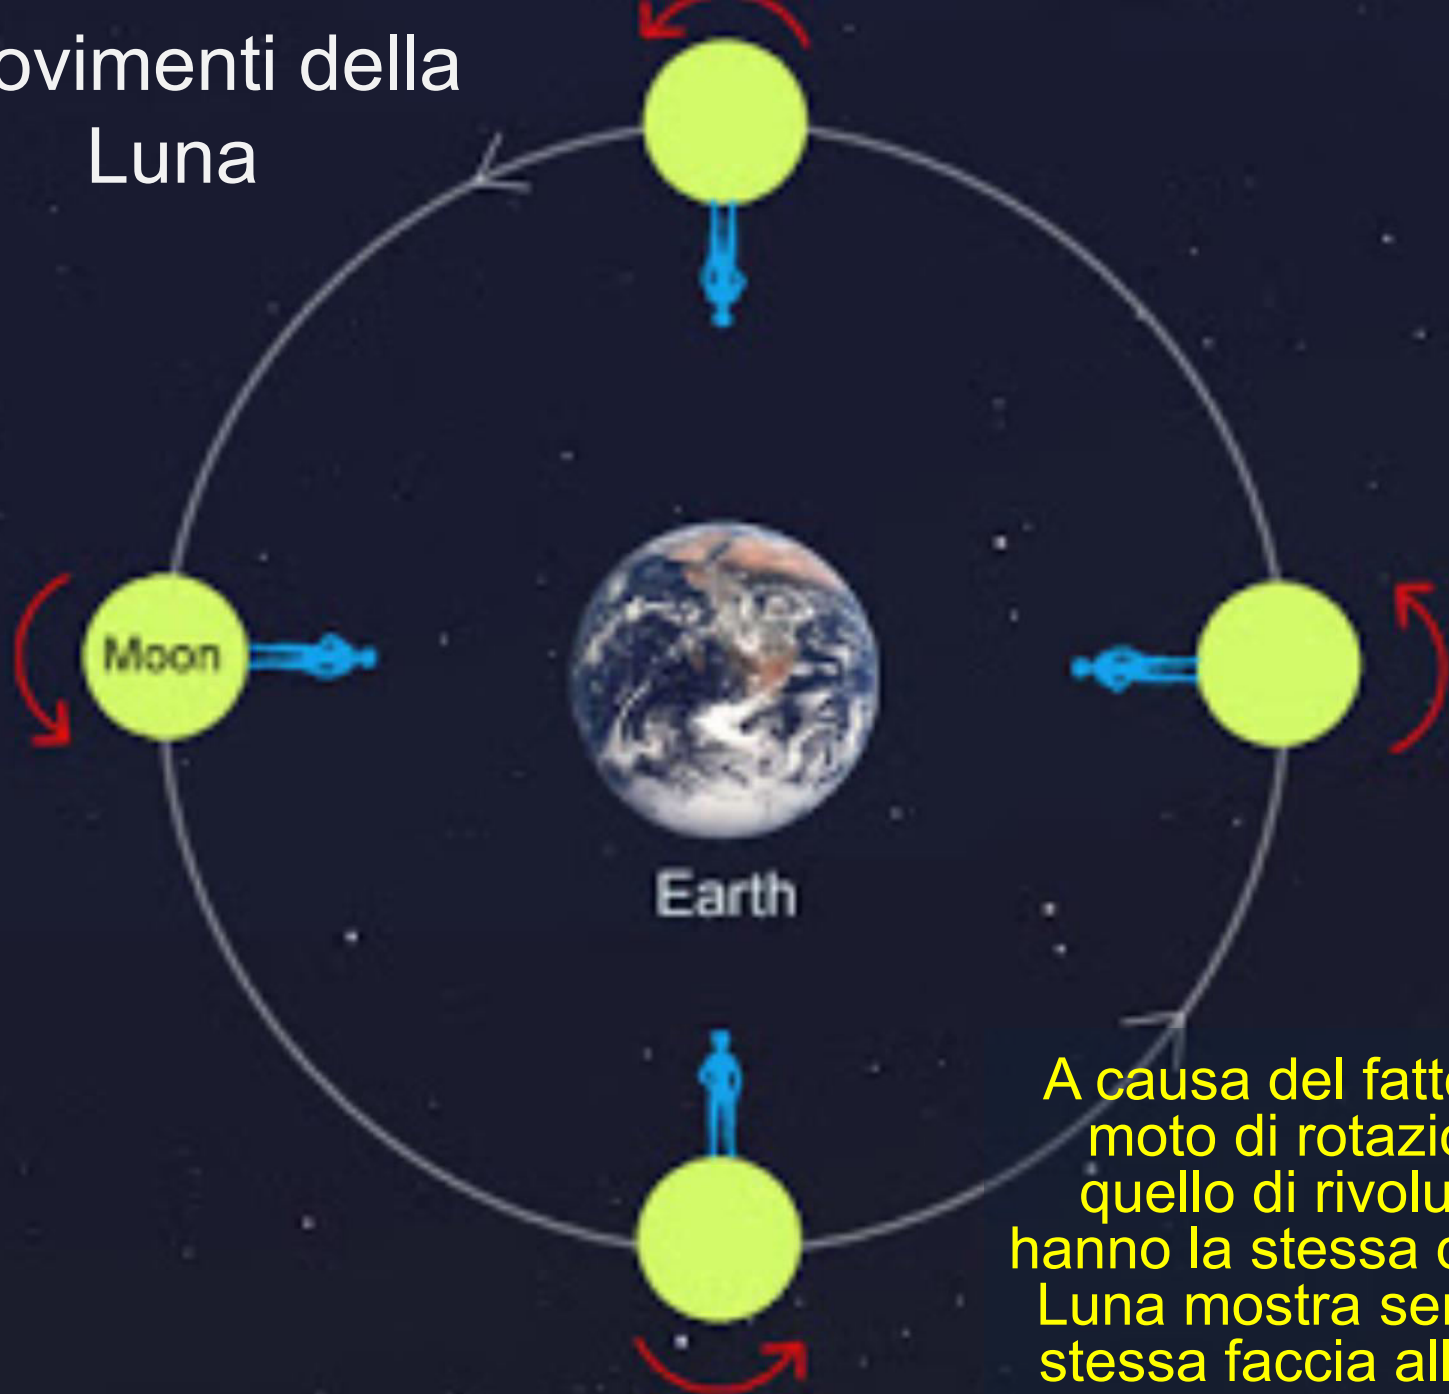 ovimenti della
Luna
Moon
Earth
A causa del fatt
moto di rotazi
quello di rivolu
hanno la stessa
Luna mostra se
stessa faccia all